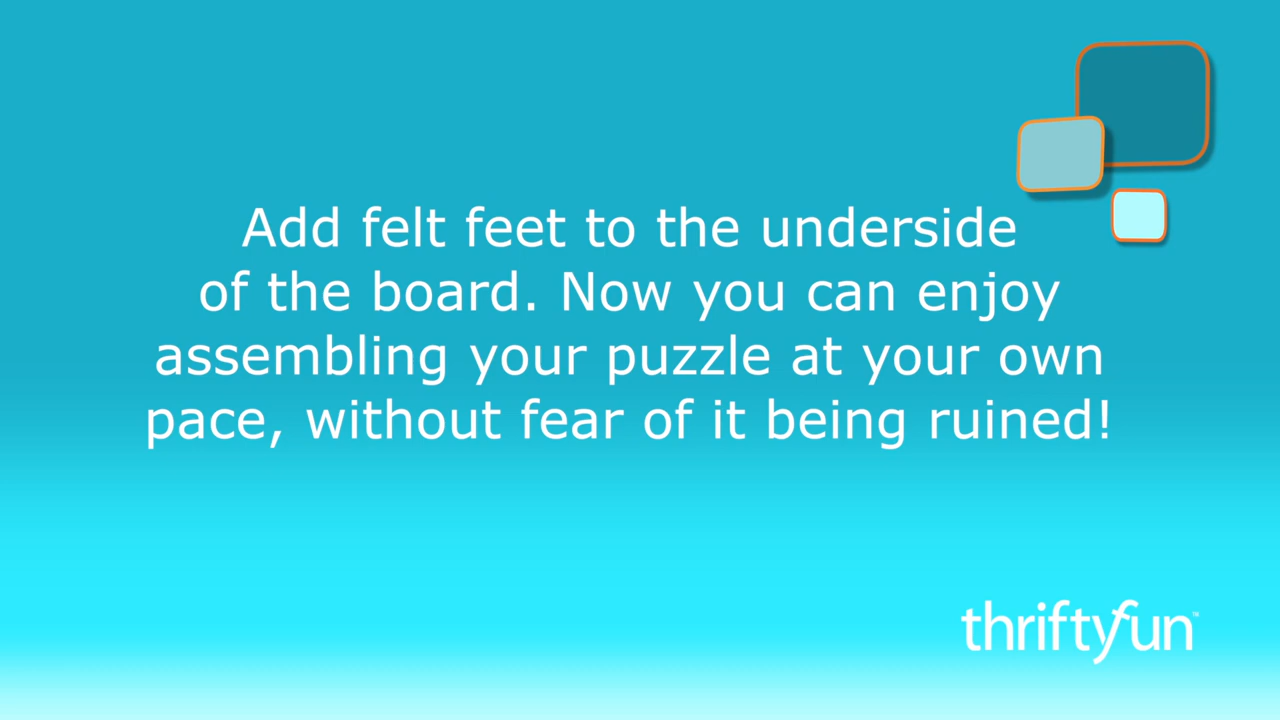 Add felt feet to the underside
of the board. Now you can enjoy
assembling your puzzle at your own
pace, without fear of it being ruined!
thriftyfun™